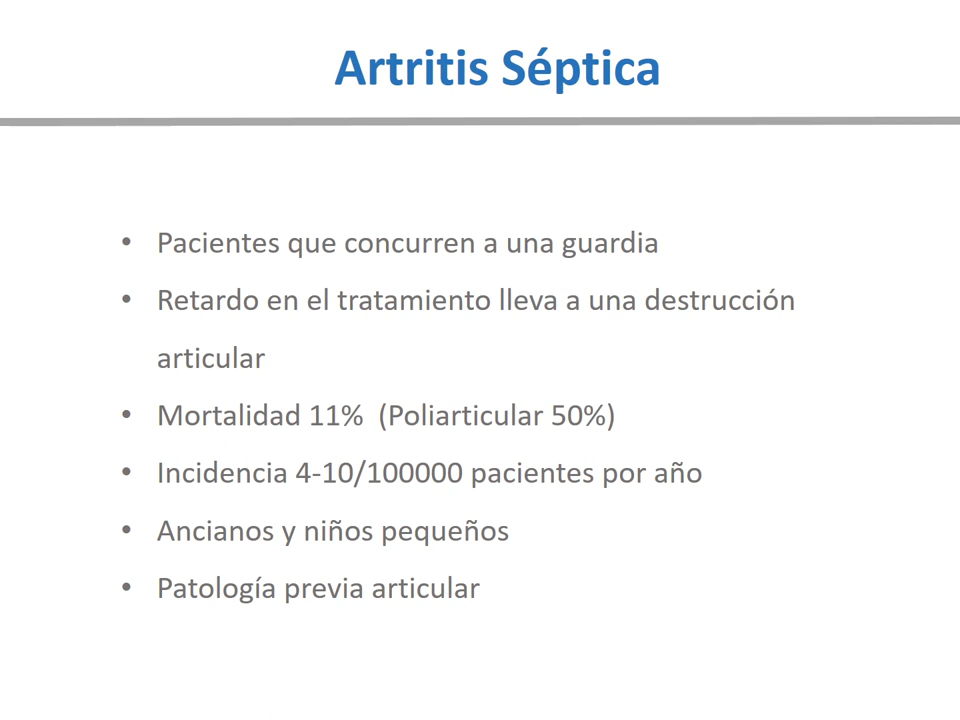 Artritis Séptica
• Pacientes que concurren a una guardia
• Retardo en el tratamiento lleva a una destrucción
articular
• Mortalidad 11%  (Poliarticular 50%)
• Incidencia 4-10/100000 pacientes por año
• Ancianos y niños pequeños
• Patología previa articular